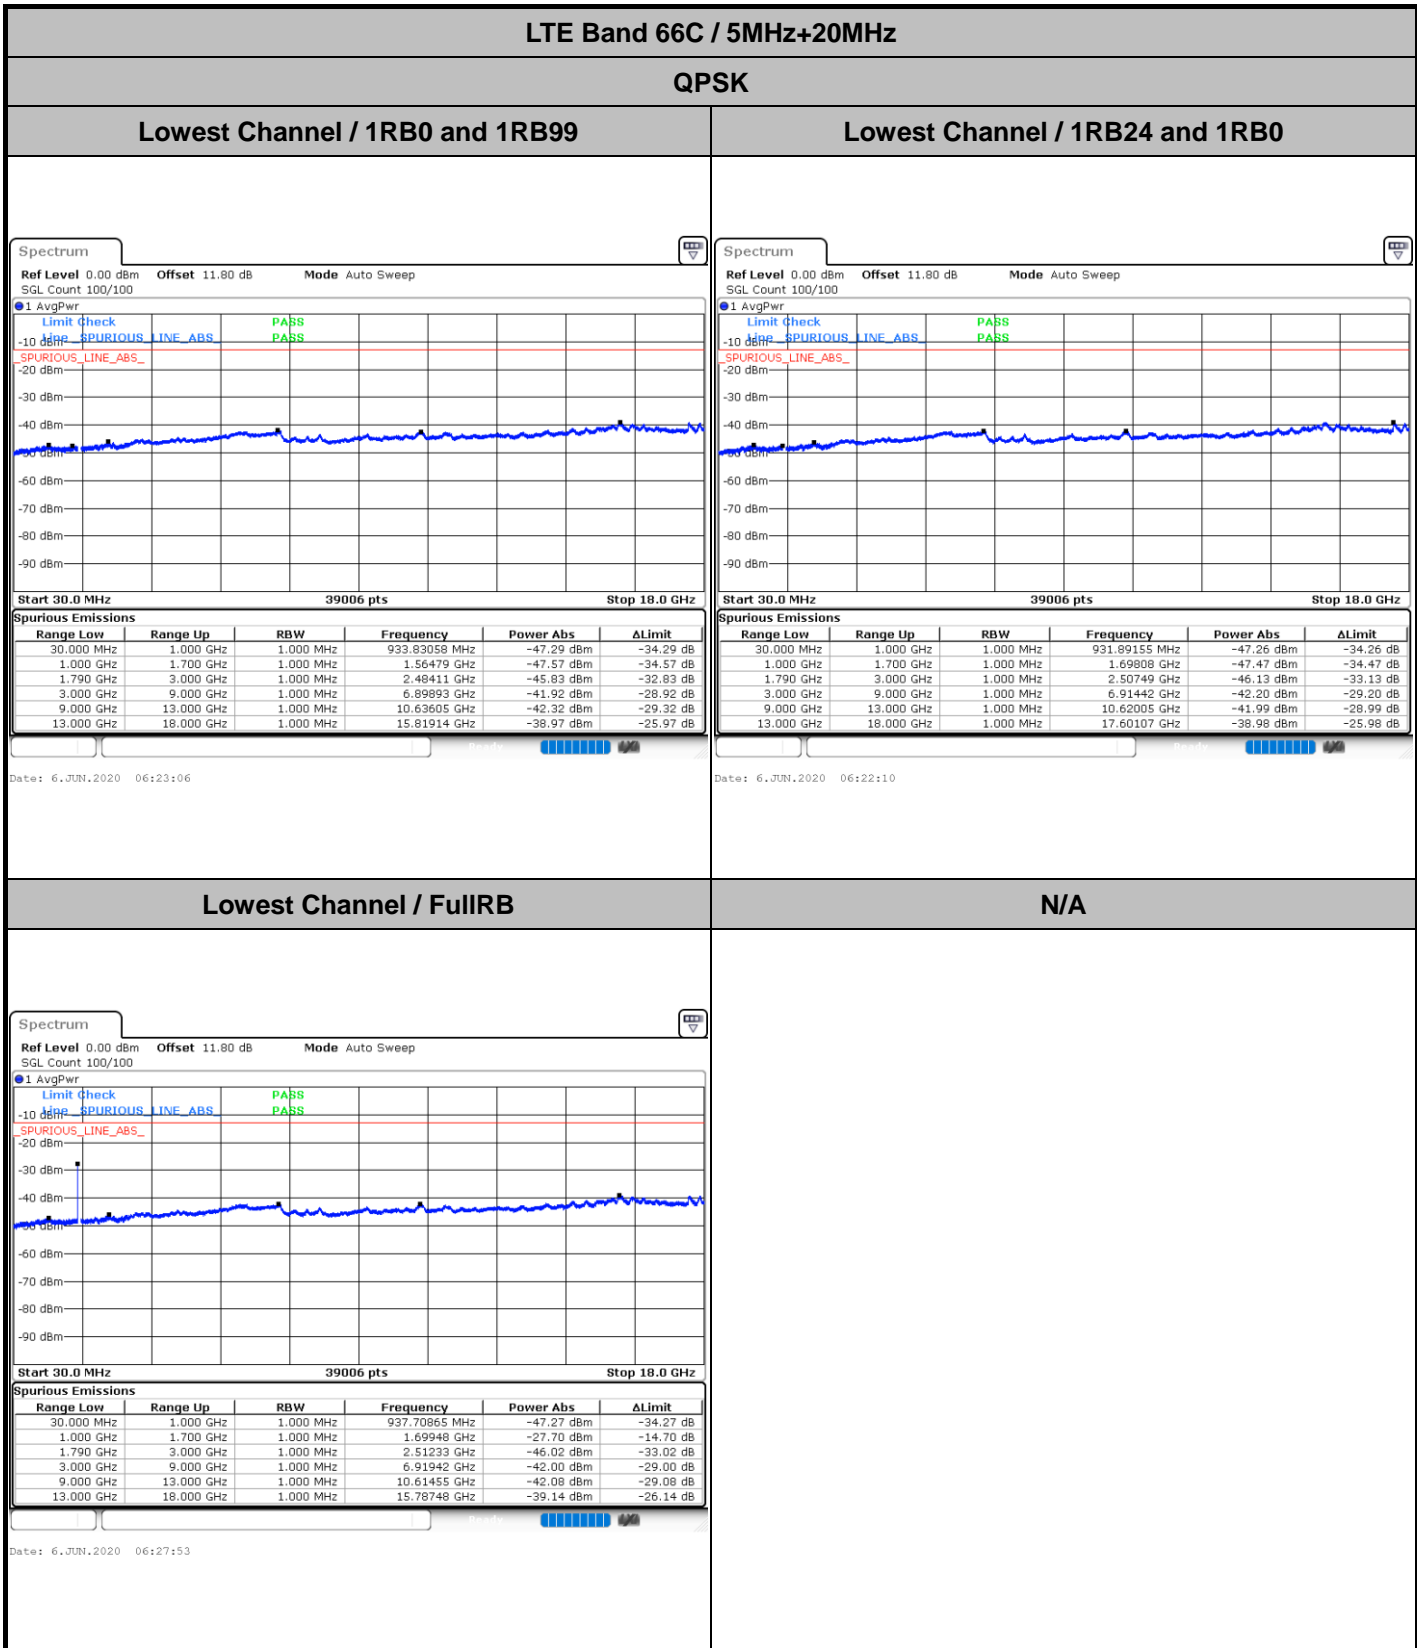 LTE Band 66C / 5MHz+20MHz
QPSK
Lowest Channel / 1RB0 and 1RB99
Lowest Channel / 1RB24 and 1RB0
Spectrum
Ref Level 0.00 dBm Offset 11.80 dB Mode Auto Sweep
SGL Count 100/100
1 AvgPwr
Limit Check PASS
-10 dBm Line _SPURIOUS_LINE_ABS_ PASS
_SPURIOUS_LINE_ABS_
-20 dBm
-30 dBm
-40 dBm
-50 dBm
-60 dBm
-70 dBm
-80 dBm
-90 dBm
Start 30.0 MHz 39006 pts Stop 18.0 GHz
Spurious Emissions
Range Low Range Up RBW Frequency Power Abs ΔLimit
30.000 MHz 1.000 GHz 1.000 MHz 933.83058 MHz -47.29 dBm -34.29 dB
1.000 GHz 1.700 GHz 1.000 MHz 1.56479 GHz -47.57 dBm -34.57 dB
1.790 GHz 3.000 GHz 1.000 MHz 2.48411 GHz -45.83 dBm -32.83 dB
3.000 GHz 9.000 GHz 1.000 MHz 6.89893 GHz -41.92 dBm -28.92 dB
9.000 GHz 13.000 GHz 1.000 MHz 10.63605 GHz -42.32 dBm -29.32 dB
13.000 GHz 18.000 GHz 1.000 MHz 15.81914 GHz -38.97 dBm -25.97 dB
Ready
Date: 6.JUN.2020 06:23:06
Spectrum
Ref Level 0.00 dBm Offset 11.80 dB Mode Auto Sweep
SGL Count 100/100
1 AvgPwr
Limit Check PASS
-10 dBm Line _SPURIOUS_LINE_ABS_ PASS
_SPURIOUS_LINE_ABS_
-20 dBm
-30 dBm
-40 dBm
-50 dBm
-60 dBm
-70 dBm
-80 dBm
-90 dBm
Start 30.0 MHz 39006 pts Stop 18.0 GHz
Spurious Emissions
Range Low Range Up RBW Frequency Power Abs ΔLimit
30.000 MHz 1.000 GHz 1.000 MHz 931.89155 MHz -47.26 dBm -34.26 dB
1.000 GHz 1.700 GHz 1.000 MHz 1.69808 GHz -47.47 dBm -34.47 dB
1.790 GHz 3.000 GHz 1.000 MHz 2.50749 GHz -46.13 dBm -33.13 dB
3.000 GHz 9.000 GHz 1.000 MHz 6.91442 GHz -42.20 dBm -29.20 dB
9.000 GHz 13.000 GHz 1.000 MHz 10.62005 GHz -41.99 dBm -28.99 dB
13.000 GHz 18.000 GHz 1.000 MHz 17.60107 GHz -38.98 dBm -25.98 dB
Ready
Date: 6.JUN.2020 06:22:10
Lowest Channel / FullRB
N/A
Spectrum
Ref Level 0.00 dBm Offset 11.80 dB Mode Auto Sweep
SGL Count 100/100
1 AvgPwr
Limit Check PASS
-10 dBm Line _SPURIOUS_LINE_ABS_ PASS
_SPURIOUS_LINE_ABS_
-20 dBm
-30 dBm
-40 dBm
-50 dBm
-60 dBm
-70 dBm
-80 dBm
-90 dBm
Start 30.0 MHz 39006 pts Stop 18.0 GHz
Spurious Emissions
Range Low Range Up RBW Frequency Power Abs ΔLimit
30.000 MHz 1.000 GHz 1.000 MHz 937.70865 MHz -47.27 dBm -34.27 dB
1.000 GHz 1.700 GHz 1.000 MHz 1.69948 GHz -27.70 dBm -14.70 dB
1.790 GHz 3.000 GHz 1.000 MHz 2.51233 GHz -46.02 dBm -33.02 dB
3.000 GHz 9.000 GHz 1.000 MHz 6.91942 GHz -42.00 dBm -29.00 dB
9.000 GHz 13.000 GHz 1.000 MHz 10.61455 GHz -42.08 dBm -29.08 dB
13.000 GHz 18.000 GHz 1.000 MHz 15.78748 GHz -39.14 dBm -26.14 dB
Ready
Date: 6.JUN.2020 06:27:53